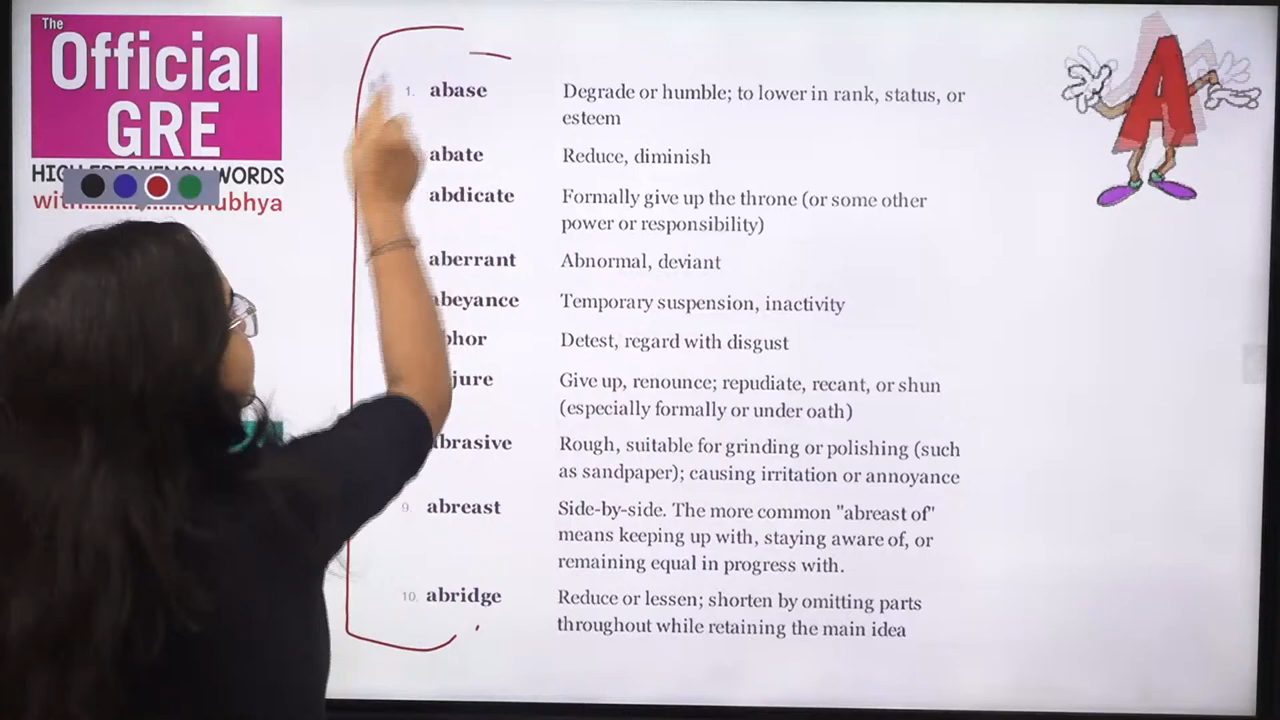 The
Official
GRE
WORDS
1. abase Degrade or humble; to lower in rank, status, or
esteem
abate Reduce, diminish
abdicate Formally give up the throne (or some other
power or responsibility)
aberrant Abnormal, deviant
beyance Temporary suspension, inactivity
hor Detest, regard with disgust
jure Give up, renounce; repudiate, recant, or shun
(especially formally or under oath)
brasive Rough, suitable for grinding or polishing (such
as sandpaper); causing irritation or annoyance
9. abreast Side-by-side. The more common "abreast of"
means keeping up with, staying aware of, or
remaining equal in progress with.
10. abridge Reduce or lessen; shorten by omitting parts
throughout while retaining the main idea
A